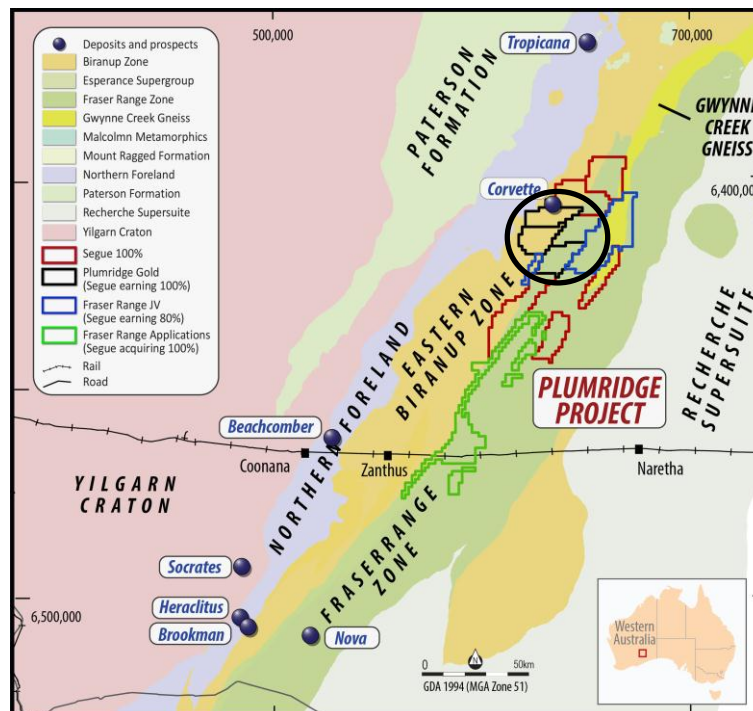 500,000
700,000
Deposits and prospects
Biranup Zone
Esperance Supergroup
Fraser Range Zone
Gwynne Creek Gneiss
Malcolmn Metamorphics
Mount Ragged Formation
Northern Foreland
Paterson Formation
Recherche Supersuite
Yilgarn Craton
Segue 100%
Plumridge Gold
(Segue earning 100%)
Fraser Range JV
(Segue earning 80%)
Fraser Range Applications
(Segue acquiring 100%)
Rail
Road
Tropicana
PATERSON
FORMATION
GWYNNE
CREEK
GNEISS
Corvette
6,400,000
EASTERN
BIRANUP ZONE
NORTHERN FORELAND
RECHERCHE
SUPERSUITE
PLUMRIDGE
PROJECT
Beachcomber
Coonana
Zanthus
Naretha
YILGARN
CRATON
FRASERRANGE
ZONE
Socrates
Heraclitus
6,500,000
Brookman
Nova
N
0
50km
GDA 1994 (MGA Zone 51)
Western
Australia